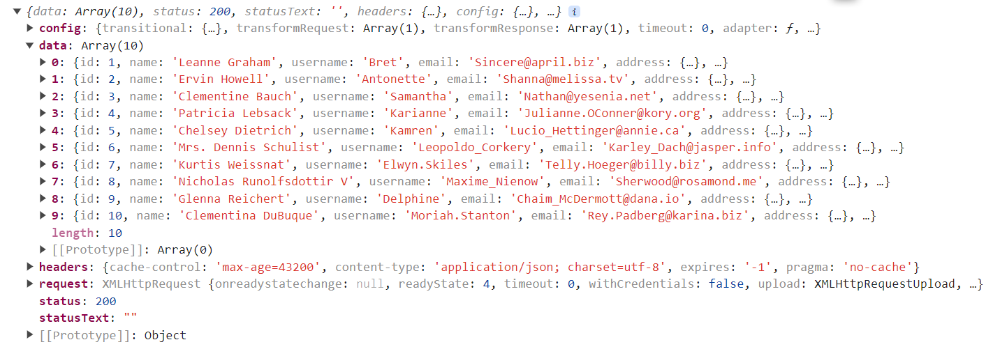 ▼ {data: Array(10), status: 200, statusText: '', headers: {…}, config: {…}, …} i
▶ config: {transitional: {…}, transformRequest: Array(1), transformResponse: Array(1), timeout: 0, adapter: ƒ, …}
▼ data: Array(10)
▶ 0: {id: 1, name: 'Leanne Graham', username: 'Bret', email: 'Sincere@april.biz', address: {…}, …}
▶ 1: {id: 2, name: 'Ervin Howell', username: 'Antonette', email: 'Shanna@melissa.tv', address: {…}, …}
▶ 2: {id: 3, name: 'Clementine Bauch', username: 'Samantha', email: 'Nathan@yesenia.net', address: {…}, …}
▶ 3: {id: 4, name: 'Patricia Lebsack', username: 'Karianne', email: 'Julianne.OConner@kory.org', address: {…}, …}
▶ 4: {id: 5, name: 'Chelsey Dietrich', username: 'Kamren', email: 'Lucio_Hettinger@annie.ca', address: {…}, …}
▶ 5: {id: 6, name: 'Mrs. Dennis Schulist', username: 'Leopoldo_Corkery', email: 'Karley_Dach@jasper.info', address: {…}, …}
▶ 6: {id: 7, name: 'Kurtis Weissnat', username: 'Elwyn.Skiles', email: 'Telly.Hoeger@billy.biz', address: {…}, …}
▶ 7: {id: 8, name: 'Nicholas Runolfsdottir V', username: 'Maxime_Nienow', email: 'Sherwood@rosamond.me', address: {…}, …}
▶ 8: {id: 9, name: 'Glenna Reichert', username: 'Delphine', email: 'Chaim_McDermott@dana.io', address: {…}, …}
▶ 9: {id: 10, name: 'Clementina DuBuque', username: 'Moriah.Stanton', email: 'Rey.Padberg@karina.biz', address: {…}, …}
length: 10
▶ [[Prototype]]: Array(0)
▶ headers: {cache-control: 'max-age=43200', content-type: 'application/json; charset=utf-8', expires: '-1', pragma: 'no-cache'}
▶ request: XMLHttpRequest {onreadystatechange: null, readyState: 4, timeout: 0, withCredentials: false, upload: XMLHttpRequestUpload, …}
status: 200
statusText: ""
▶ [[Prototype]]: Object